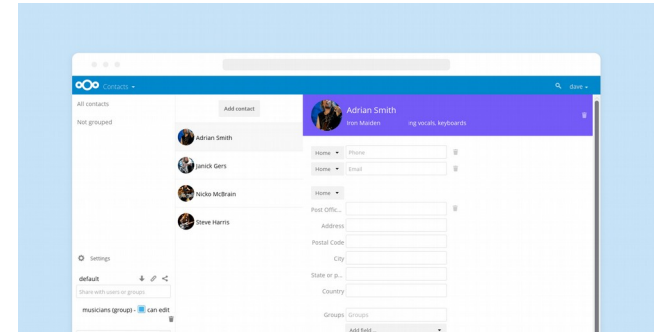 Contacts
dave
All contacts
Not grouped
Add contact
Adrian Smith
Janick Gers
Nicko McBrain
Steve Harris
Adrian Smith
Iron Maiden ing vocals, keyboards
Home Phone
Home Email
Home
Post Offic...
Address
Postal Code
City
State or p...
Country
Groups Groups
Add field...
Settings
default
Share with users or groups
musicians (group) - can edit